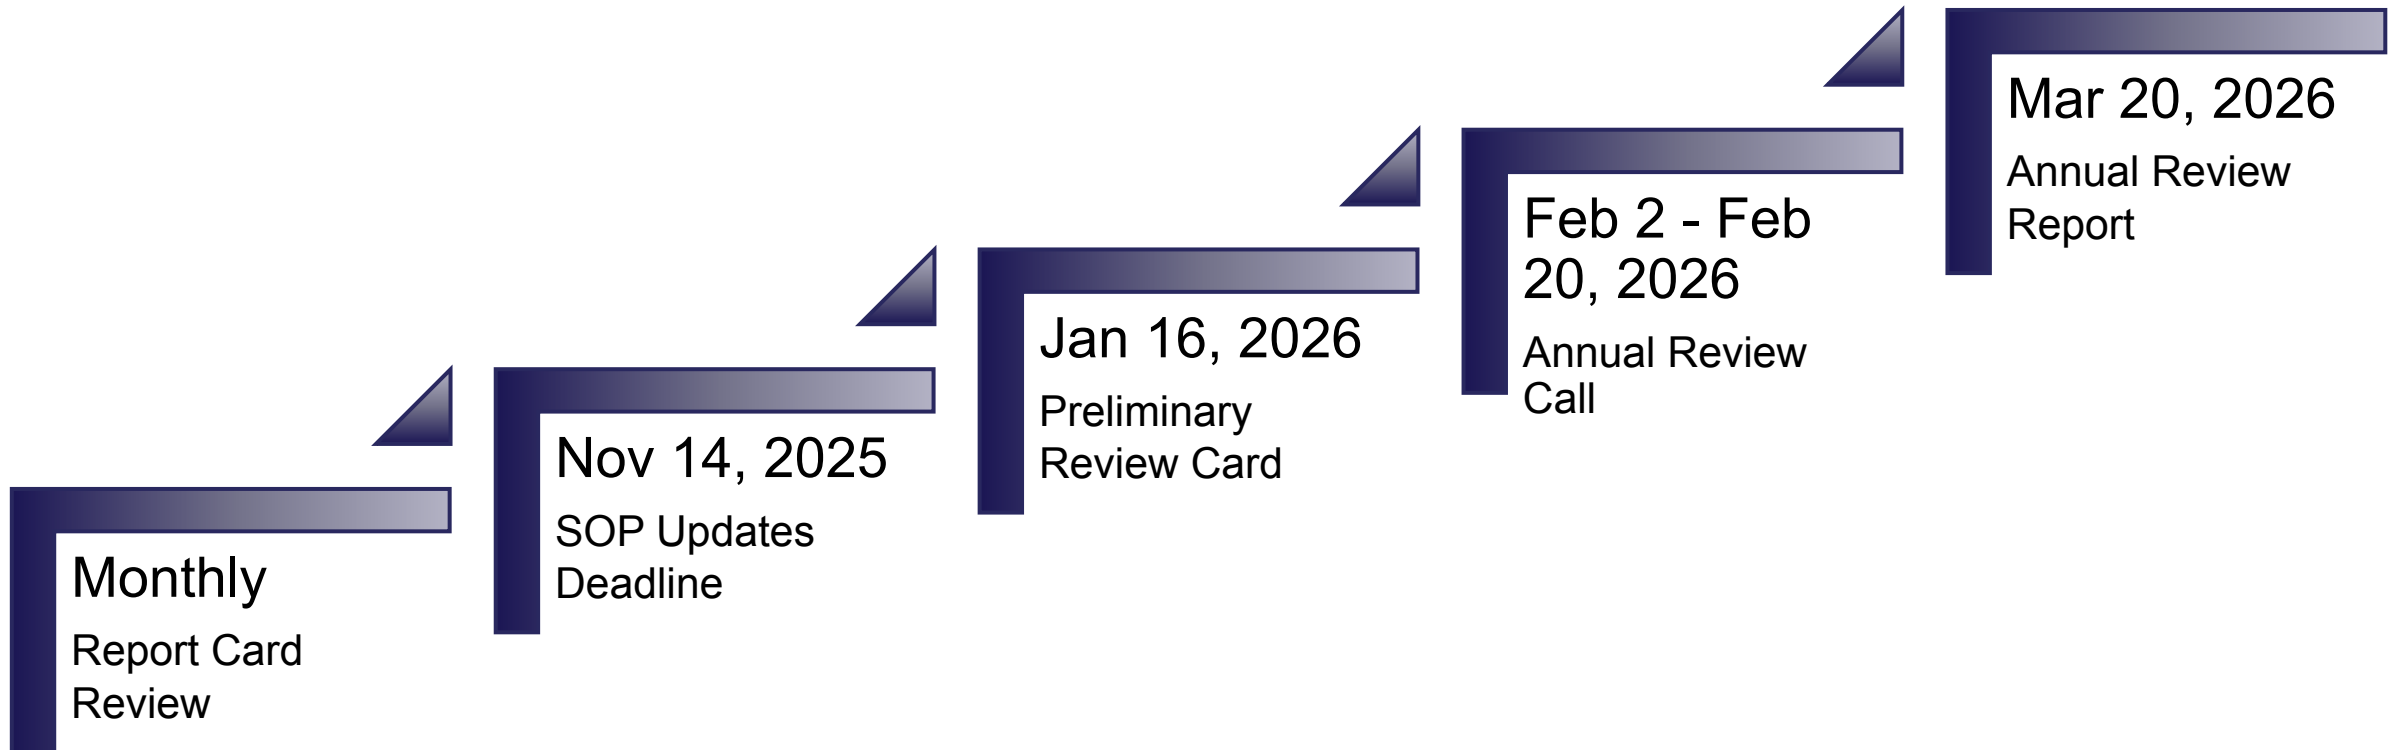 Monthly
Report Card
Review
Nov 14, 2025
SOP Updates
Deadline
Jan 16, 2026
Preliminary
Review Card
Feb 2 - Feb
20, 2026
Annual Review
Call
Mar 20, 2026
Annual Review
Report